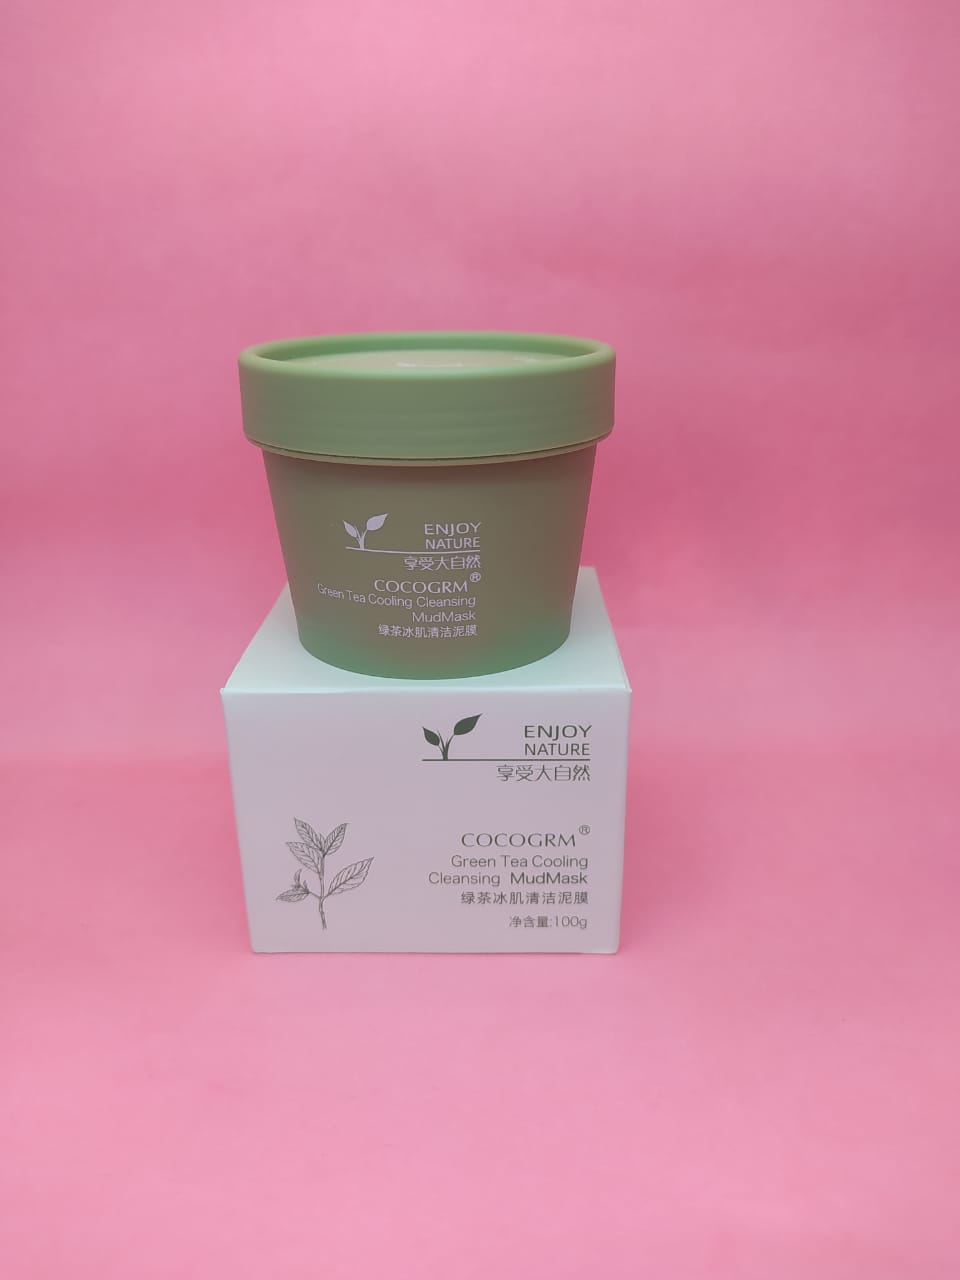 ENJOY
NATURE
享受大自然
COCOGRM®
Green Tea Cooling Cleansing
MudMask
绿茶冰肌清洁泥膜
ENJOY
NATURE
享受大自然
COCOGRM®
Green Tea Cooling
Cleansing MudMask
绿茶冰肌清洁泥膜
净含量:100g